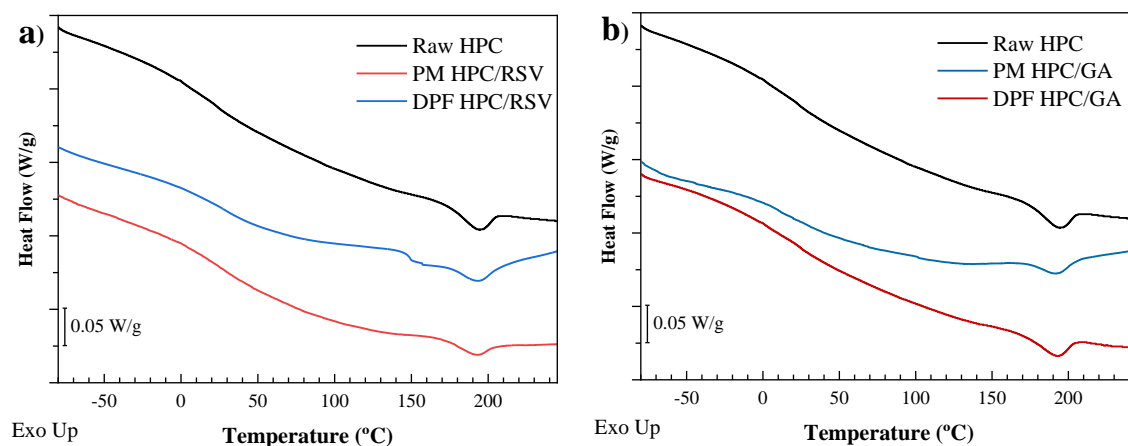 a)
Raw HPC
PM HPC/RSV
DPF HPC/RSV
Heat Flow (W/g)
0.05 W/g
-50 0 50 100 150 200
Exo Up
Temperature (ºC)
b)
Raw HPC
PM HPC/GA
DPF HPC/GA
Heat Flow (W/g)
0.05 W/g
-50 0 50 100 150 200
Exo Up
Temperature (ºC)